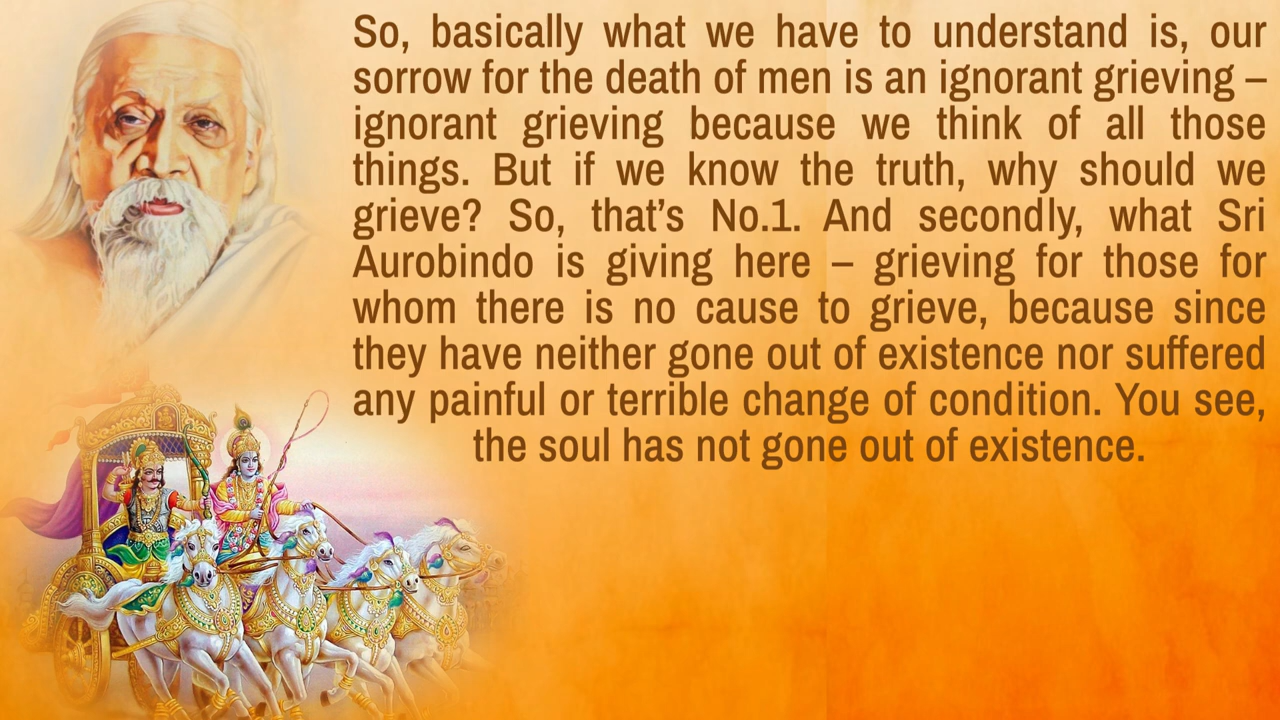 So, basically what we have to understand is, our
sorrow for the death of men is an ignorant grieving –
ignorant grieving because we think of all those
things. But if we know the truth, why should we
grieve? So, that’s No.1. And secondly, what Sri
Aurobindo is giving here – grieving for those for
whom there is no cause to grieve, because since
they have neither gone out of existence nor suffered
any painful or terrible change of condition. You see,
the soul has not gone out of existence.